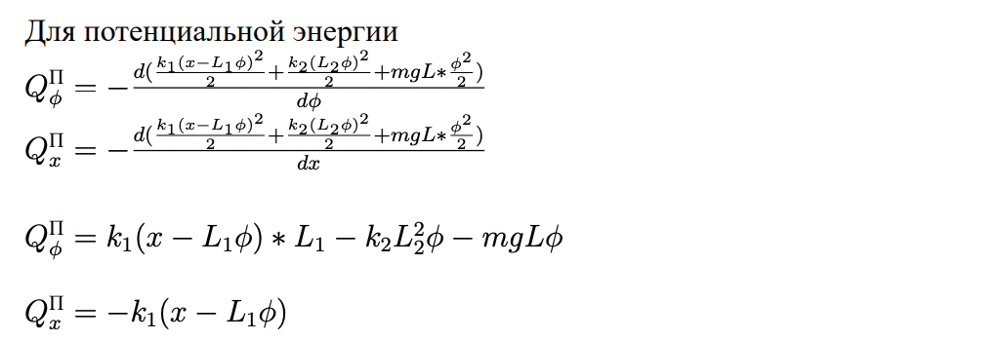 Для потенциальной энергии
Q_ϕ^П = − d(k₁(x−L₁ϕ)²/2 + k₂(L₂ϕ)²/2 + mgL∗ϕ²/2)/dϕ
Q_x^П = − d(k₁(x−L₁ϕ)²/2 + k₂(L₂ϕ)²/2 + mgL∗ϕ²/2)/dx
Q_ϕ^П = k₁(x − L₁ϕ) ∗ L₁ − k₂L₂²ϕ − mgLϕ
Q_x^П = −k₁(x − L₁ϕ)